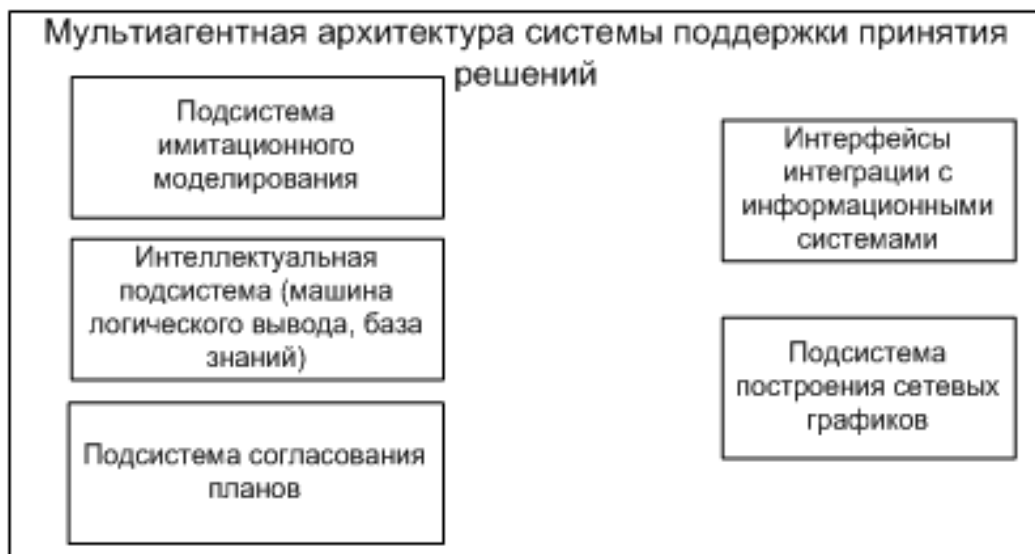 Мультиагентная архитектура системы поддержки принятия
решений
Подсистема
имитационного
моделирования
Интеллектуальная
подсистема (машина
логического вывода, база
знаний)
Подсистема согласования
планов
Интерфейсы
интеграции с
информационными
системами
Подсистема
построения сетевых
графиков